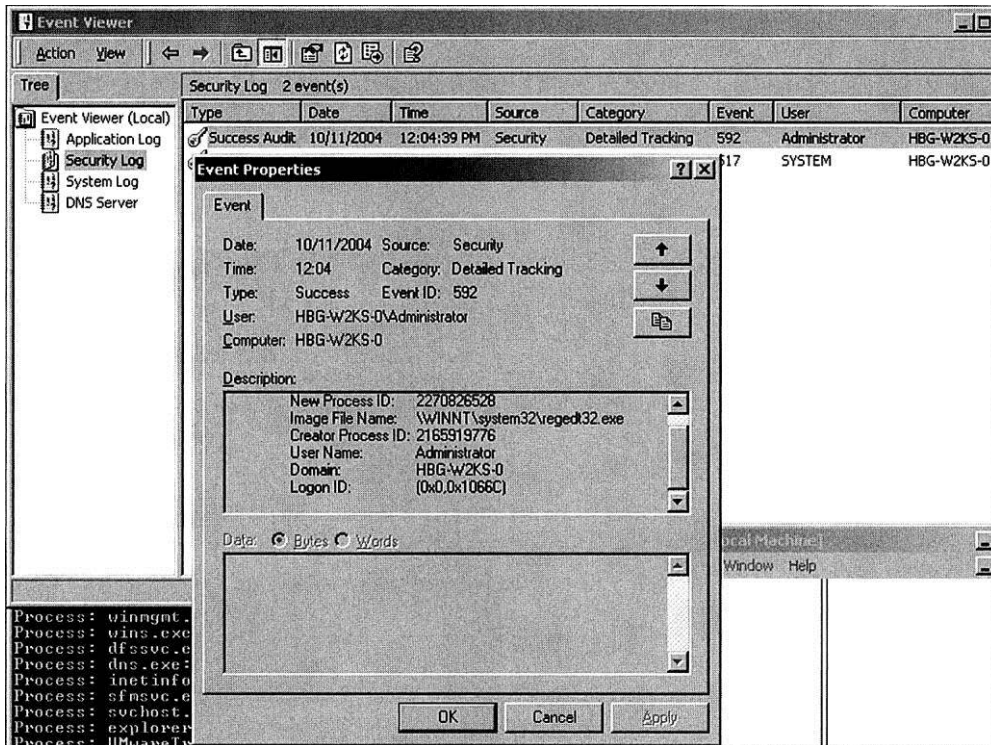 Event Viewer
Action View
Tree
Security Log 2 event(s)
Type Date Time Source Category Event User Computer
Event Viewer (Local)
Application Log
Security Log
System Log
DNS Server
Success Audit 10/11/2004 12:04:39 PM Security Detailed Tracking 592 Administrator HBG-W2KS-0
517 SYSTEM HBG-W2KS-0
Event Properties
Event
Date: 10/11/2004 Source: Security
Time: 12:04 Category: Detailed Tracking
Type: Success Event ID: 592
User: HBG-W2KS-0\Administrator
Computer: HBG-W2KS-0
Description:
New Process ID: 2270826528
Image File Name: \WINNT\system32\regedt32.exe
Creator Process ID: 2165919776
User Name: Administrator
Domain: HBG-W2KS-0
Logon ID: (0x0,0x1066C)
Data: Bytes Words
OK Cancel Apply
ocal Machine]
Window Help
Process: winmgmt.
Process: wins.exe
Process: dfssvc.e
Process: dns.exe:
Process: inetinfo
Process: sfmsvc.e
Process: svchost.
Process: explorer
Process: VMwareTr